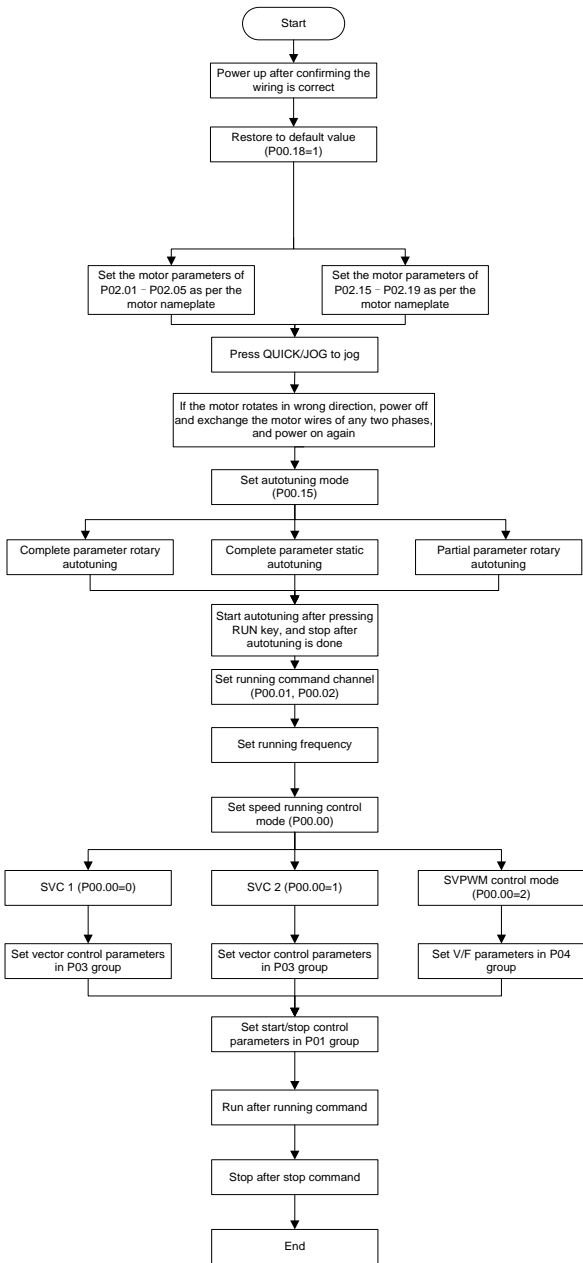 Start
Power up after confirming the
wiring is correct
Restore to default value
(P00.18=1)
Set the motor parameters of
P02.01–P02.05 as per the
motor nameplate
Set the motor parameters of
P02.15–P02.19 as per the
motor nameplate
Press QUICK/JOG to jog
If the motor rotates in wrong direction, power off
and exchange the motor wires of any two phases,
and power on again
Set autotuning mode
(P00.15)
Complete parameter rotary
autotuning
Complete parameter static
autotuning
Partial parameter rotary
autotuning
Start autotuning after pressing
RUN key, and stop after
autotuning is done
Set running command channel
(P00.01, P00.02)
Set running frequency
Set speed running control
mode (P00.00)
SVC 1 (P00.00=0)
SVC 2 (P00.00=1)
SVPWM control mode
(P00.00=2)
Set vector control parameters
in P03 group
Set vector control parameters
in P03 group
Set V/F parameters in P04
group
Set start/stop control
parameters in P01 group
Run after running command
Stop after stop command
End